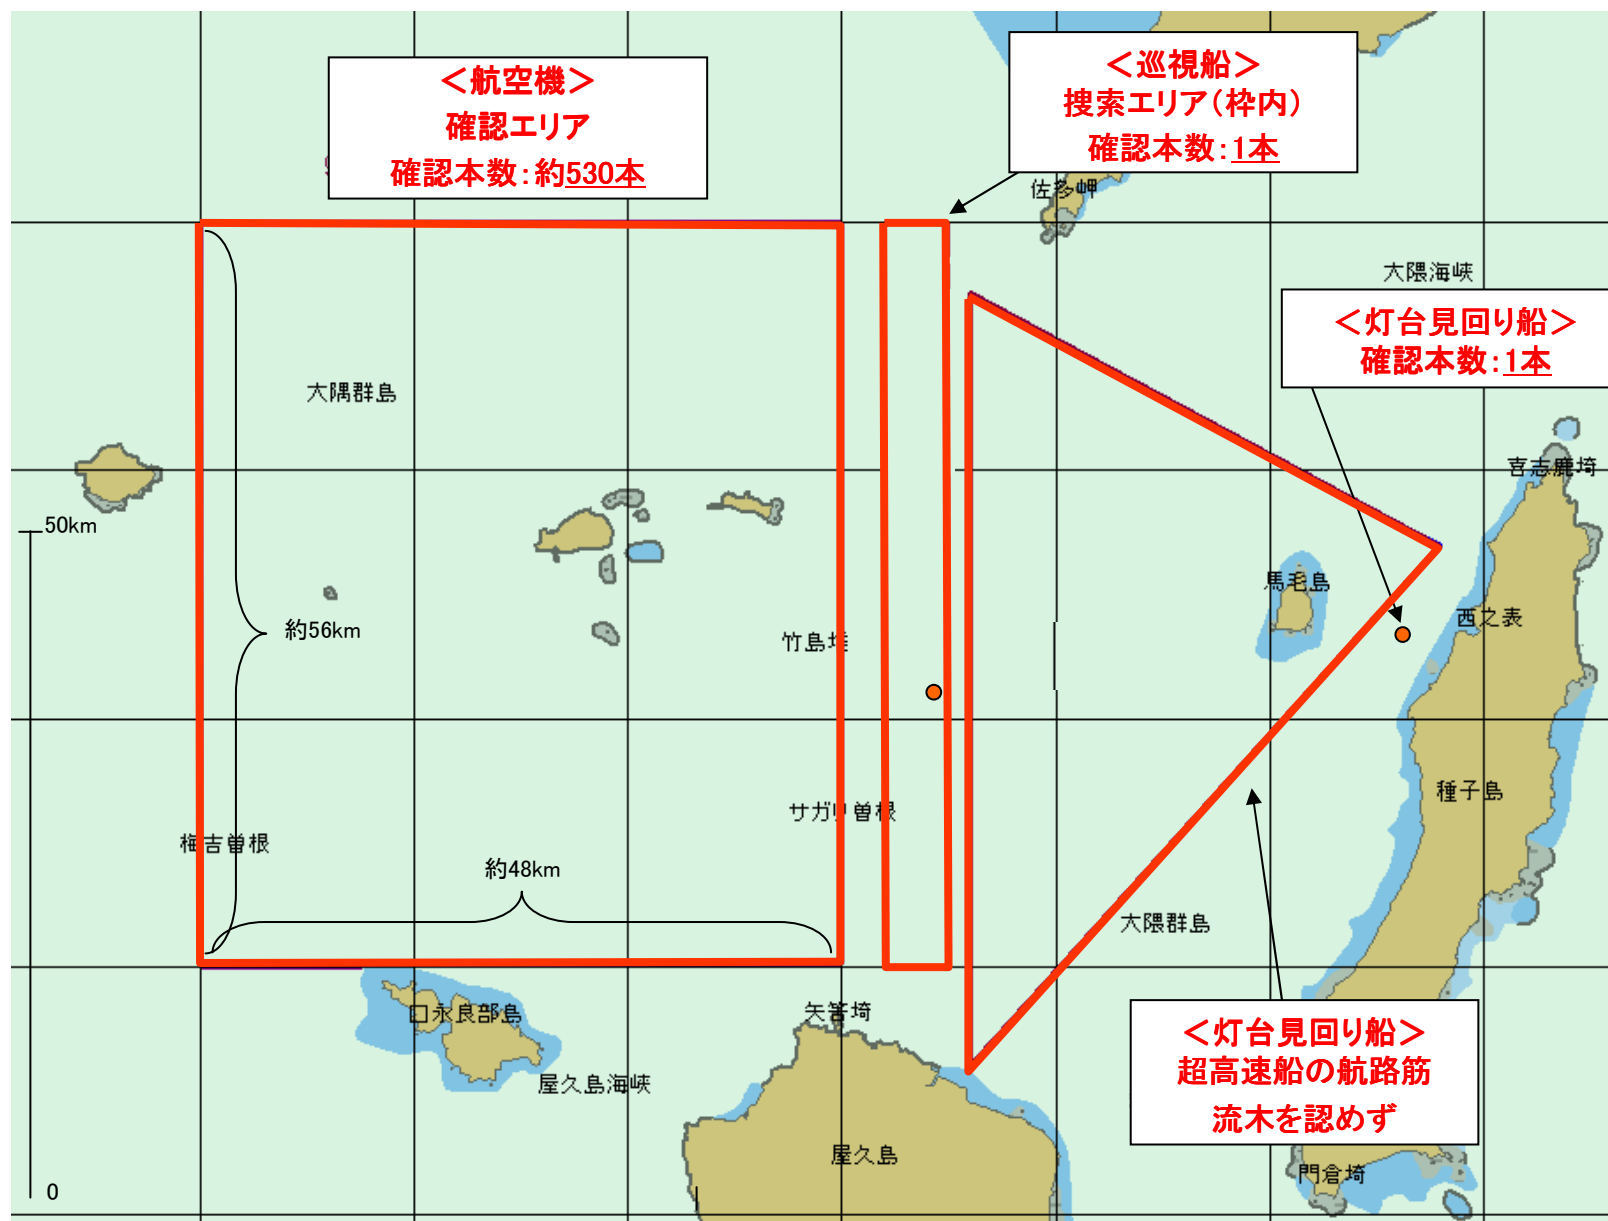 ＜航空機＞
確認エリア
確認本数：約530本
＜巡視船＞
捜索エリア（枠内）
確認本数：1本
佐多岬
大隈海峡
＜灯台見回り船＞
確認本数：1本
大隅群島
喜志鹿埼
50km
馬毛島
西之表
約56km
竹島堆
種子島
サガリ曽根
梅吉曽根
約48km
大隈群島
口永良部島
矢筈埼
屋久島海峡
＜灯台見回り船＞
超高速船の航路筋
流木を認めず
屋久島
門倉埼
0